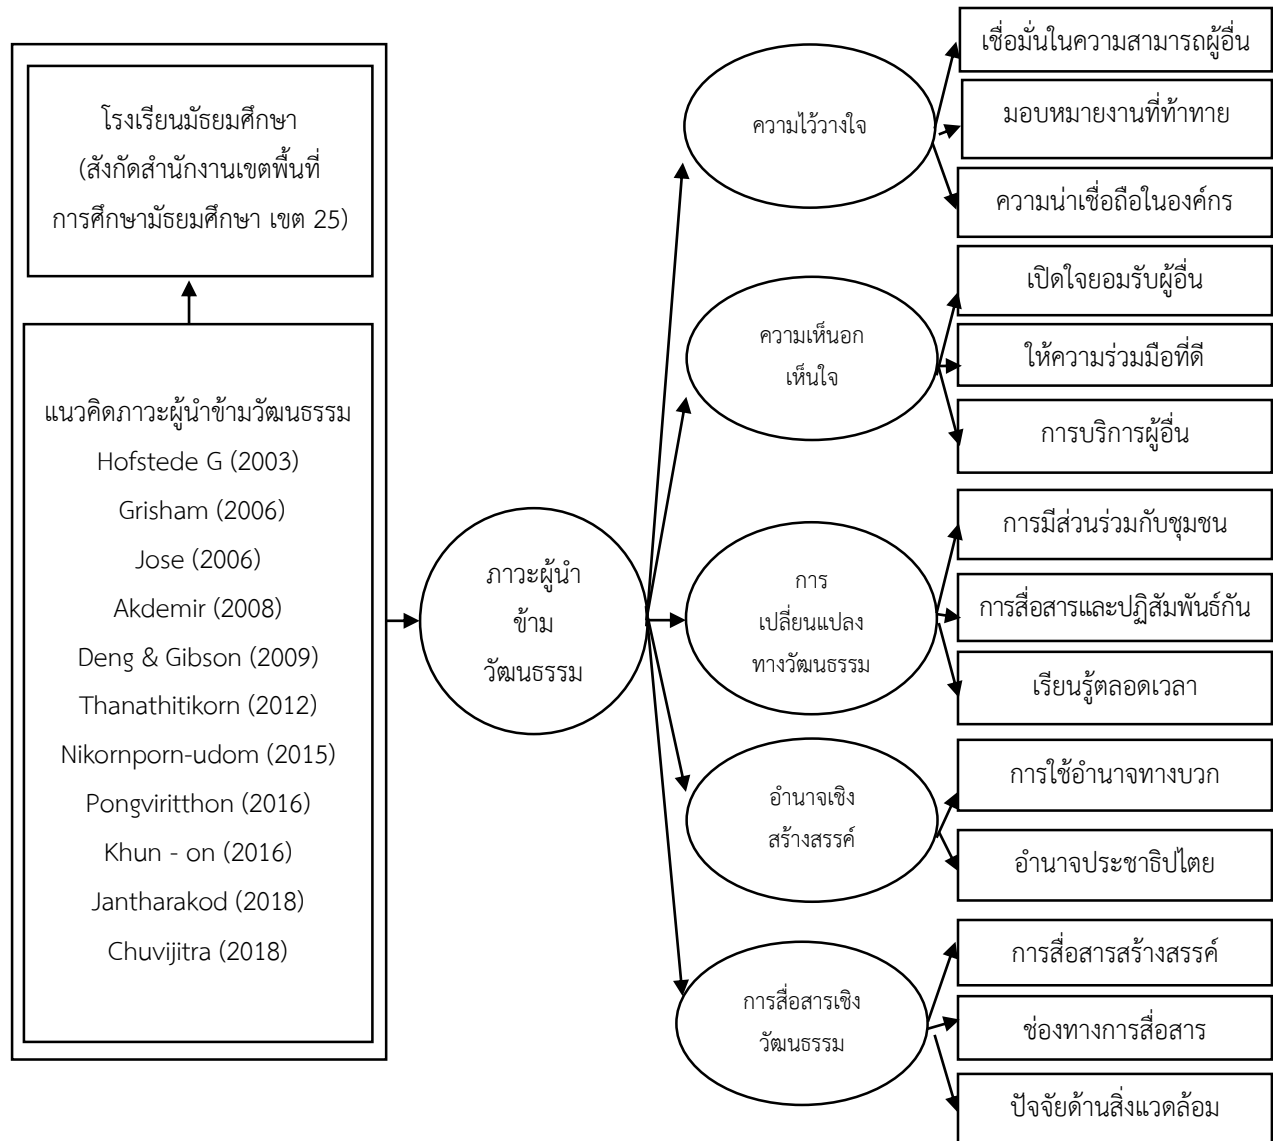 โรงเรียนมัธยมศึกษา
(สังกัดสำนักงานเขตพื้นที่
การศึกษามัธยมศึกษา เขต 25)
แนวคิดภาวะผู้นำข้ามวัฒนธรรม
Hofstede G (2003)
Grisham (2006)
Jose (2006)
Akdemir (2008)
Deng & Gibson (2009)
Thanathitikorn (2012)
Nikornporn-udom (2015)
Pongviritthon (2016)
Khun - on (2016)
Jantharakod (2018)
Chuvijitra (2018)
ภาวะผู้นำ
ข้าม
วัฒนธรรม
ความไว้วางใจ
เชื่อมั่นในความสามารถผู้อื่น
มอบหมายงานที่ท้าทาย
ความน่าเชื่อถือในองค์กร
ความเห็นอก
เห็นใจ
เปิดใจยอมรับผู้อื่น
ให้ความร่วมมือที่ดี
การบริการผู้อื่น
การ
เปลี่ยนแปลง
ทางวัฒนธรรม
การมีส่วนร่วมกับชุมชน
การสื่อสารและปฏิสัมพันธ์กัน
เรียนรู้ตลอดเวลา
อำนาจเชิง
สร้างสรรค์
การใช้อำนาจทางบวก
อำนาจประชาธิปไตย
การสื่อสารเชิง
วัฒนธรรม
การสื่อสารสร้างสรรค์
ช่องทางการสื่อสาร
ปัจจัยด้านสิ่งแวดล้อม